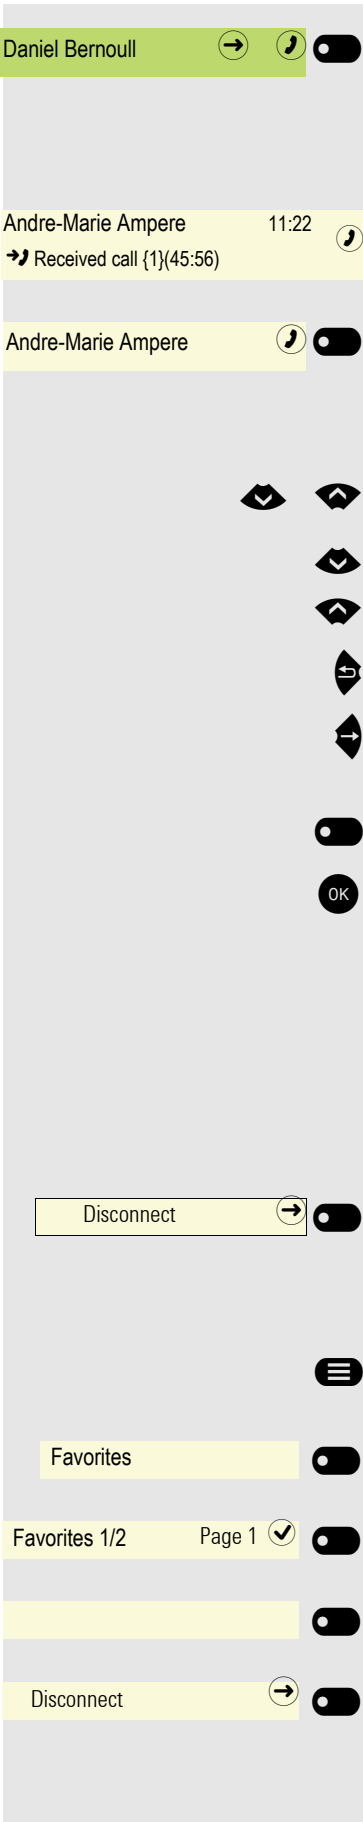 Daniel Bernoull
Andre-Marie Ampere 11:22
Received call {1}(45:56)
Andre-Marie Ampere
OK
Disconnect
Favorites
Favorites 1/2 Page 1
Disconnect